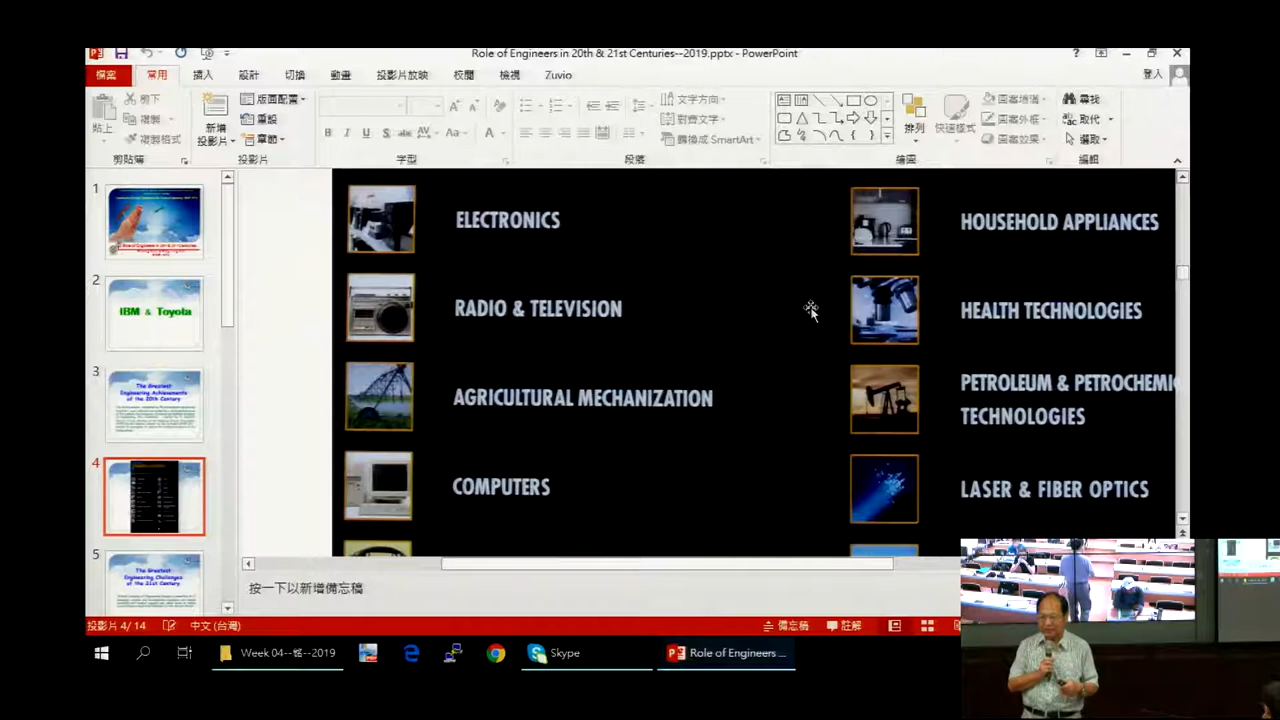 Role of Engineers in 20th & 21st Centuries--2019.pptx - PowerPoint
檔案 常用 插入 設計 切換 動畫 投影片放映 校閱 檢視 Zuvio 登入
貼上 剪下 複製 複製格式
新增投影片 版面配置 重設 章節
文字方向 對齊文字 轉換成 SmartArt
排列 快速樣式 圖案填滿 圖案外框 圖案效果
尋找 取代 選取
剪貼簿 投影片 字型 段落 繪圖 編輯
1
2
IBM & Toyota
3
The Greatest
Engineering Achievements
of the 20th Century
4
5
The Greatest
Engineering Challenges
of the 21st Century
ELECTRONICS
RADIO & TELEVISION
AGRICULTURAL MECHANIZATION
COMPUTERS
HOUSEHOLD APPLIANCES
HEALTH TECHNOLOGIES
PETROLEUM & PETROCHEMIC
TECHNOLOGIES
LASER & FIBER OPTICS
按一下以新增備忘稿
投影片 4/14 中文 (台灣) 備忘稿 註解
Week 04--銘--2019 Skype Role of Engineers ...